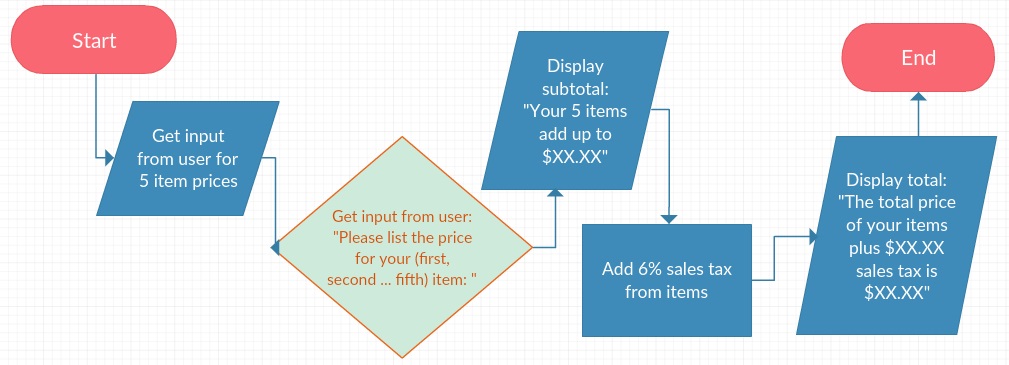 Start
Get input
from user for
5 item prices
Get input from user:
"Please list the price
for your (first,
second ... fifth) item: "
Display
subtotal:
"Your 5 items
add up to
$XX.XX"
Add 6% sales tax
from items
Display total:
"The total price
of your items
plus $XX.XX
sales tax is
$XX.XX"
End